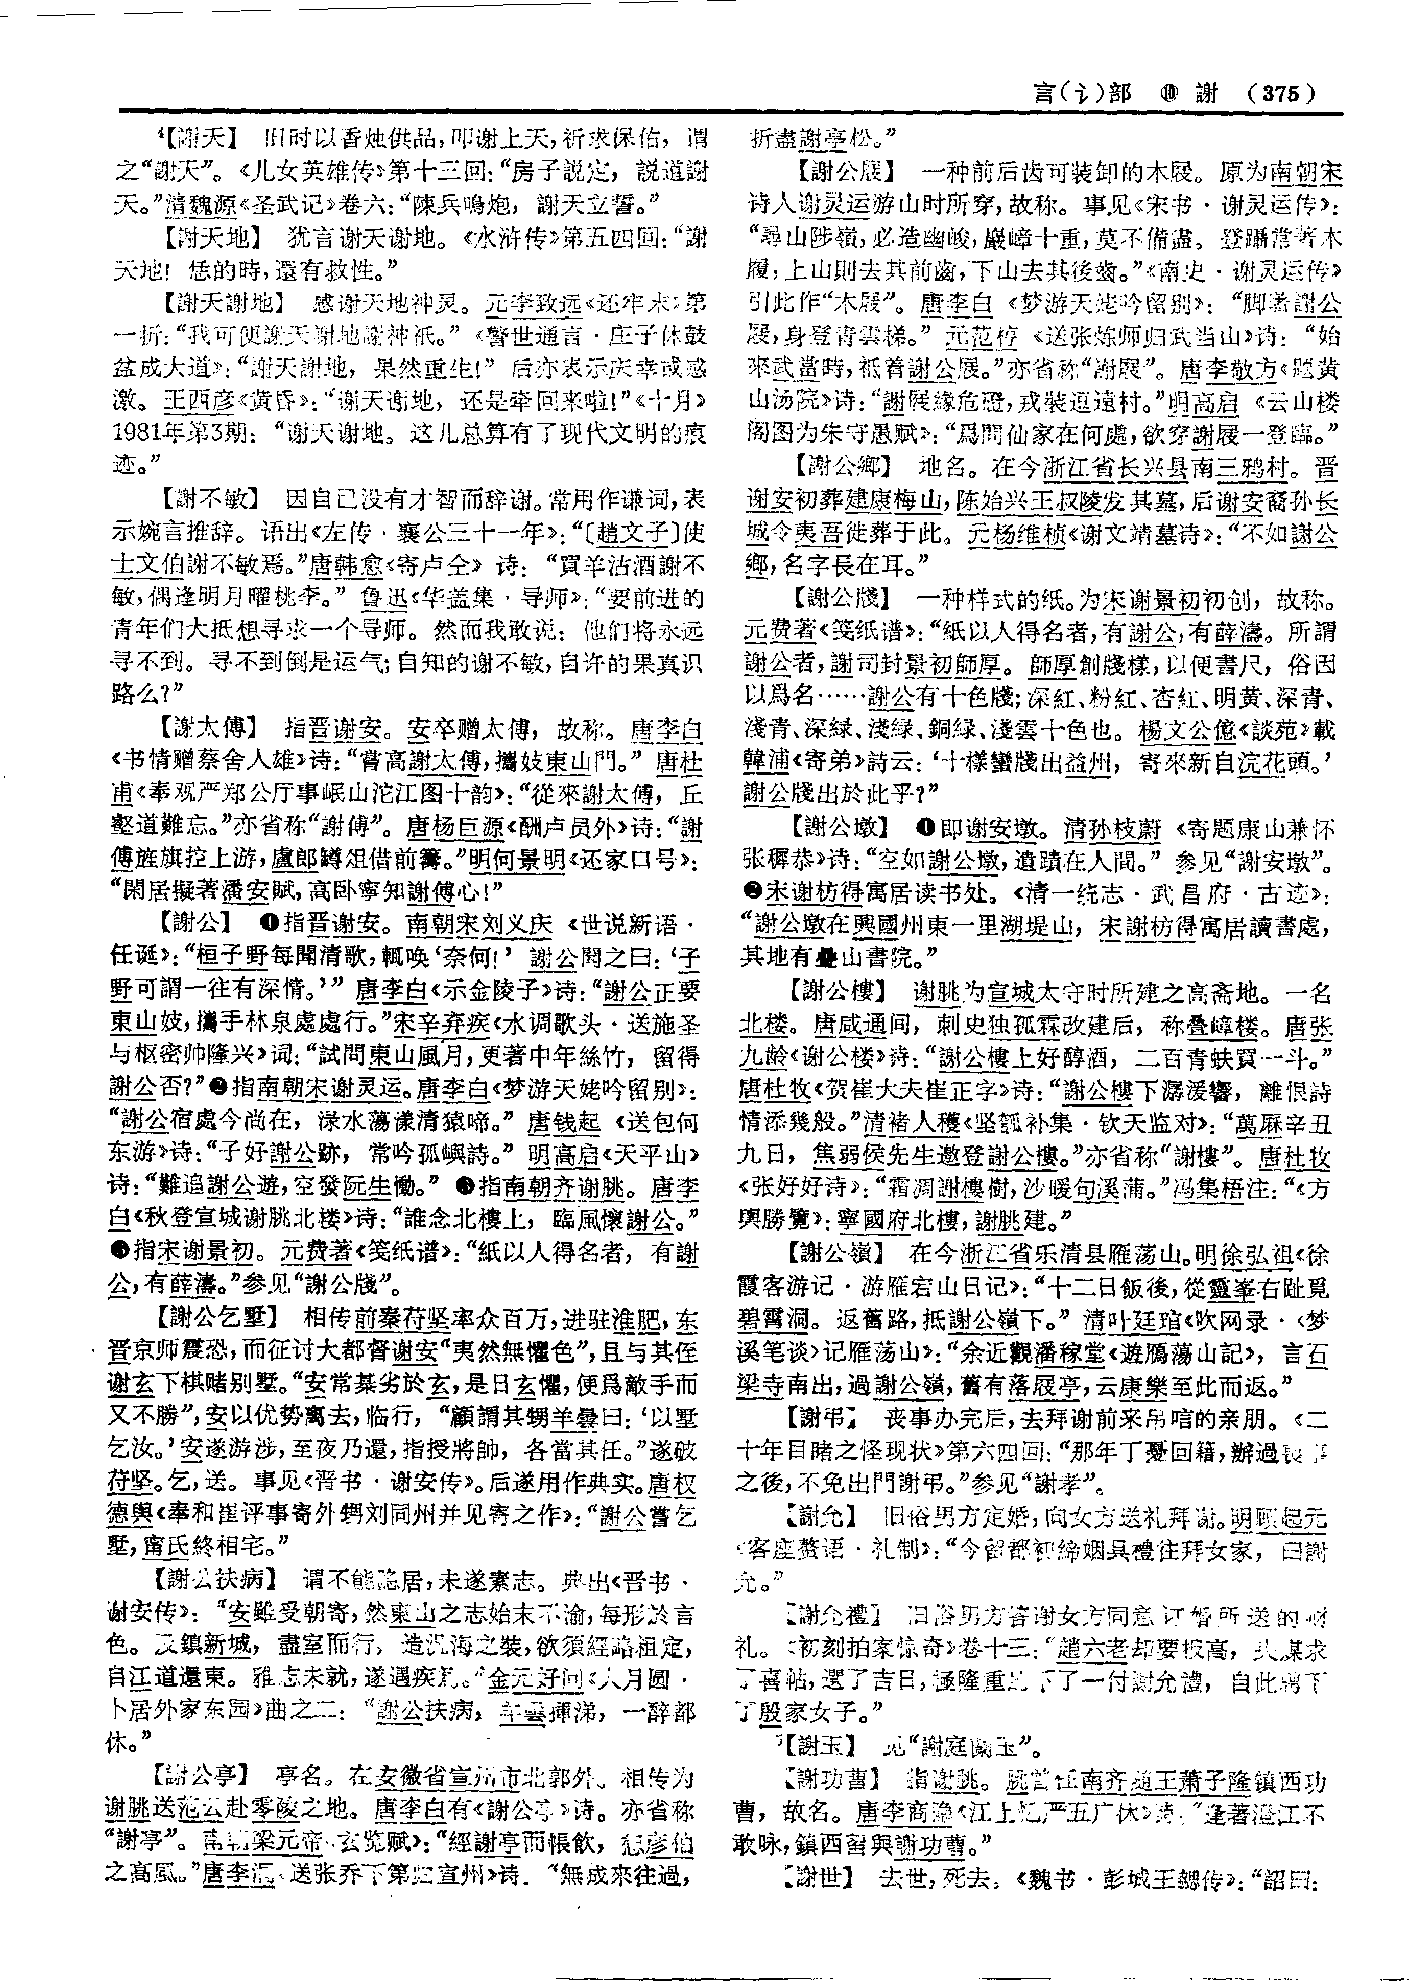 言(讠)部 ⑩ 謝 (375)
【謝天】 旧时以香烛供品，叩谢上天，祈求保佑，谓
之“謝天”。《儿女英雄传》第十三回：“房子説定，説道謝
天。”清魏源《圣武记》卷六：“陳兵鳴炮，謝天立誓。”
【謝天地】 犹言谢天谢地。《水浒传》第五四回：“謝
天地！恁的時，還有救性。”
【謝天謝地】 感谢天地神灵。元李致远《还牢末》第
一折：“我可便謝天謝地謝神祇。”《警世通言·庄子休鼓
盆成大道》：“謝天謝地，果然重生！”后亦表示庆幸或感
激。王西彦《黄昏》：“谢天谢地，还是牵回来啦！”《十月》
1981年第3期：“谢天谢地。这儿总算有了现代文明的痕
迹。”
【謝不敏】 因自己没有才智而辞谢。常用作谦词，表
示婉言推辞。语出《左传·襄公三十一年》：“〔趙文子〕使
士文伯謝不敏焉。”唐韩愈《寄卢仝》诗：“買羊沽酒謝不
敏，偶逢明月曜桃李。”鲁迅《华盖集·导师》：“要前进的
青年们大抵想寻求一个导师。然而我敢说：他们将永远
寻不到。寻不到倒是运气；自知的谢不敏，自许的果真识
路么？”
【謝太傅】 指晋谢安。安卒赠太傅，故称。唐李白
《书情赠蔡舍人雄》诗：“嘗高謝太傅，攜妓東山門。”唐杜
甫《奉观严郑公厅事岷山沱江图十韵》：“從來謝太傅，丘
壑道難忘。”亦省称“謝傅”。唐杨巨源《酬卢员外》诗：“謝
傅旌旗控上游，盧郎罇俎借前籌。”明何景明《还家口号》：
“閑居擬著潘安賦，高卧寧知謝傅心！”
【謝公】 ❶指晋谢安。南朝宋刘义庆《世说新语·
任诞》：“桓子野每聞清歌，輒唤‘奈何！’謝公聞之曰：‘子
野可謂一往有深情。’”唐李白《示金陵子》诗：“謝公正要
東山妓，攜手林泉處處行。”宋辛弃疾《水调歌头·送施圣
与枢密帅隆兴》词：“試問東山風月，更著中年絲竹，留得
謝公否？”❷指南朝宋谢灵运。唐李白《梦游天姥吟留别》：
“謝公宿處今尚在，渌水蕩漾清猿啼。”唐钱起《送包何
东游》诗：“子好謝公跡，常吟孤嶼詩。”明高启《天平山》
诗：“難追謝公遊，空發阮生慟。”❸指南朝齐谢朓。唐李
白《秋登宣城谢朓北楼》诗：“誰念北樓上，臨風懷謝公。”
❹指宋谢景初。元费著《笺纸谱》：“紙以人得名者，有謝
公，有薛濤。”参见“謝公牋”。
【謝公乞墅】 相传前秦苻坚率众百万，进驻淮肥，东
晋京师震恐，而征讨大都督谢安“夷然無懼色”，且与其侄
谢玄下棋赌别墅。“安常棊劣於玄，是日玄懼，便爲敵手而
又不勝”，安以优势离去，临行，“顧謂其甥羊曇曰：‘以墅
乞汝。’安遂游涉，至夜乃還，指授將帥，各當其任。”遂破
苻坚。乞，送。事见《晋书·谢安传》。后遂用作典实。唐权
德舆《奉和崔评事寄外甥刘同州并见寄之作》：“謝公嘗乞
墅，甯氏終相宅。”
【謝公扶病】 谓不能隐居，未遂素志。典出《晋书·
谢安传》：“安雖受朝寄，然東山之志始末不渝，每形於言
色。及鎮新城，盡室而行，造汎海之裝，欲須經略粗定，
自江道還東。雅志未就，遂遇疾篤。”金元好问《人月圆·
卜居外家东园》曲之二：“謝公扶病，羊曇揮涕，一醉都
休。”
【謝公亭】 亭名。在安徽省宣州市北郭外。相传为
谢朓送范云赴零陵之地。唐李白有《謝公亭》诗。亦省称
“謝亭”。南朝梁元帝《玄览赋》：“經謝亭而悵飲，想彦伯
之高風。”唐李洞《送张乔下第归宣州》诗：“無成來往過，
折盡謝亭松。”
【謝公屐】 一种前后齿可装卸的木屐。原为南朝宋
诗人谢灵运游山时所穿，故称。事见《宋书·谢灵运传》：
“尋山陟嶺，必造幽峻，巖嶂十重，莫不備盡。登躡常著木
履，上山則去其前齒，下山去其後齒。”《南史·谢灵运传》
引此作“木屐”。唐李白《梦游天姥吟留别》：“脚著謝公
屐，身登青雲梯。”元范梈《送张炼师归武当山》诗：“始
來武當時，祇着謝公屐。”亦省称“謝屐”。唐李敬方《题黄
山汤院》诗：“謝屐緣危磴，戎裝逗遠村。”明高启《云山楼
阁图为朱守愚赋》：“爲問仙家在何處，欲穿謝屐一登臨。”
【謝公鄉】 地名。在今浙江省长兴县南三鸦村。晋
谢安初葬建康梅山，陈始兴王叔陵发其墓，后谢安裔孙长
城令夷吾徙葬于此。元杨维桢《谢文靖墓诗》：“不如謝公
鄉，名字長在耳。”
【謝公牋】 一种样式的纸。为宋谢景初初创，故称。
元费著《笺纸谱》：“紙以人得名者，有謝公，有薛濤。所謂
謝公者，謝司封景初師厚。師厚創牋樣，以便書尺，俗因
以爲名……謝公有十色牋：深紅、粉紅、杏紅、明黄、深青、
淺青、深緑、淺緑、銅緑、淺雲十色也。楊文公億《談苑》載
韓浦《寄弟》詩云：‘十樣蠻牋出益州，寄來新自浣花頭。’
謝公牋出於此乎？”
【謝公墩】 ❶即谢安墩。清孙枝蔚《寄题康山兼怀
张穉恭》诗：“空如謝公墩，遺蹟在人間。”参见“謝安墩”。
❷宋谢枋得寓居读书处。《清一统志·武昌府·古迹》：
“謝公墩在興國州東一里湖堤山，宋謝枋得寓居讀書處，
其地有疊山書院。”
【謝公樓】 谢朓为宣城太守时所建之高斋地。一名
北楼。唐咸通间，刺史独孤霖改建后，称叠嶂楼。唐张
九龄《谢公楼》诗：“謝公樓上好醇酒，二百青蚨買一斗。”
唐杜牧《贺崔大夫崔正字》诗：“謝公樓下潺湲響，離恨詩
情添幾般。”清褚人穫《坚瓠补集·钦天监对》：“萬厤辛丑
九日，焦弱侯先生邀登謝公樓。”亦省称“謝樓”。唐杜牧
《张好好诗》：“霜凋謝樓樹，沙暖句溪蒲。”冯集梧注：“《方
輿勝覽》：寧國府北樓，謝朓建。”
【謝公嶺】 在今浙江省乐清县雁荡山。明徐弘祖《徐
霞客游记·游雁宕山日记》：“十二日飯後，從靈峯右趾覓
碧霄洞。返舊路，抵謝公嶺下。”清叶廷琯《吹网录·〈梦
溪笔谈〉记雁荡山》：“余近觀潘稼堂《遊鴈蕩山記》，言石
梁寺南出，過謝公嶺，舊有落屐亭，云康樂至此而返。”
【謝弔】 丧事办完后，去拜谢前来吊唁的亲朋。《二
十年目睹之怪现状》第六四回：“那年丁憂回籍，辦過喪事
之後，不免出門謝弔。”参见“謝孝”。
【謝允】 旧俗男方定婚，向女方送礼拜谢。明顾起元
《客座赘语·礼制》：“今留都初締姻具禮往拜女家，曰謝
允。”
【謝允禮】 旧俗男方答谢女方同意订婚所送的财
礼。《初刻拍案惊奇》卷十三：“趙六老却要扳高，央媒求
了喜帖，選了吉日，極隆重地下了一付謝允禮，自此聘下
了殷家女子。”
【謝玉】 见“謝庭蘭玉”。
【謝功曹】 指谢朓。朓尝任南齐随王萧子隆镇西功
曹，故名。唐李商隐《江上忆严五广休》诗：“逢著澄江不
敢咏，鎮西留與謝功曹。”
【謝世】 去世，死去。《魏书·彭城王勰传》：“詔曰：